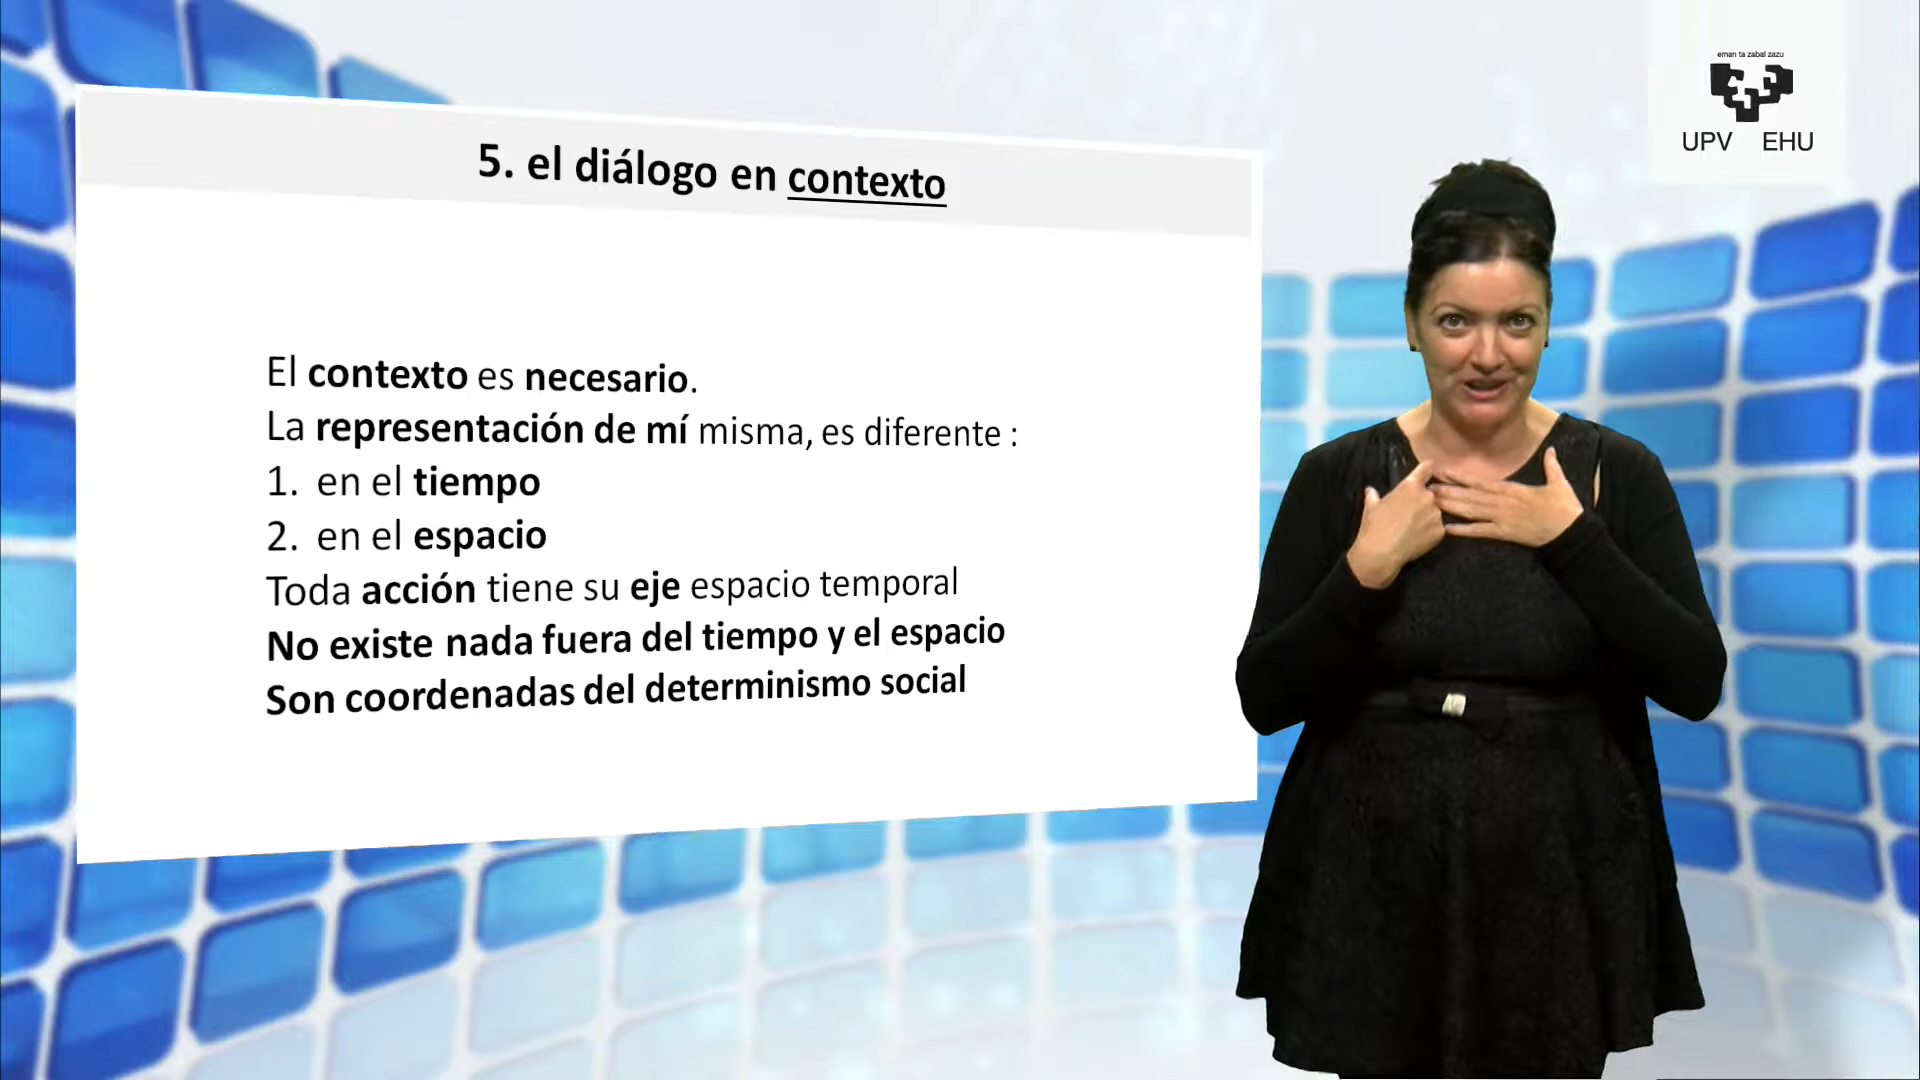 eman ta zabal zazu
UPV EHU
5. el diálogo en contexto
El contexto es necesario.
La representación de mí misma, es diferente :
1. en el tiempo
2. en el espacio
Toda acción tiene su eje espacio temporal
No existe nada fuera del tiempo y el espacio
Son coordenadas del determinismo social